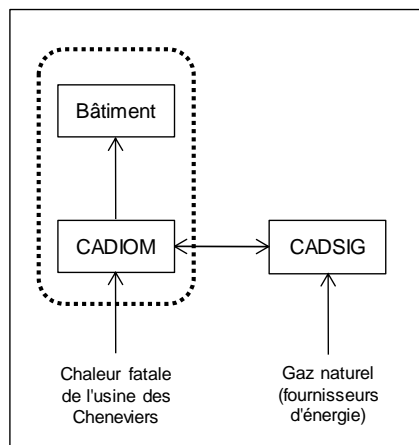 Bâtiment
CADIOM
CADSIG
Chaleur fatale
de l'usine des
Cheneviers
Gaz naturel
(fournisseurs
d'énergie)